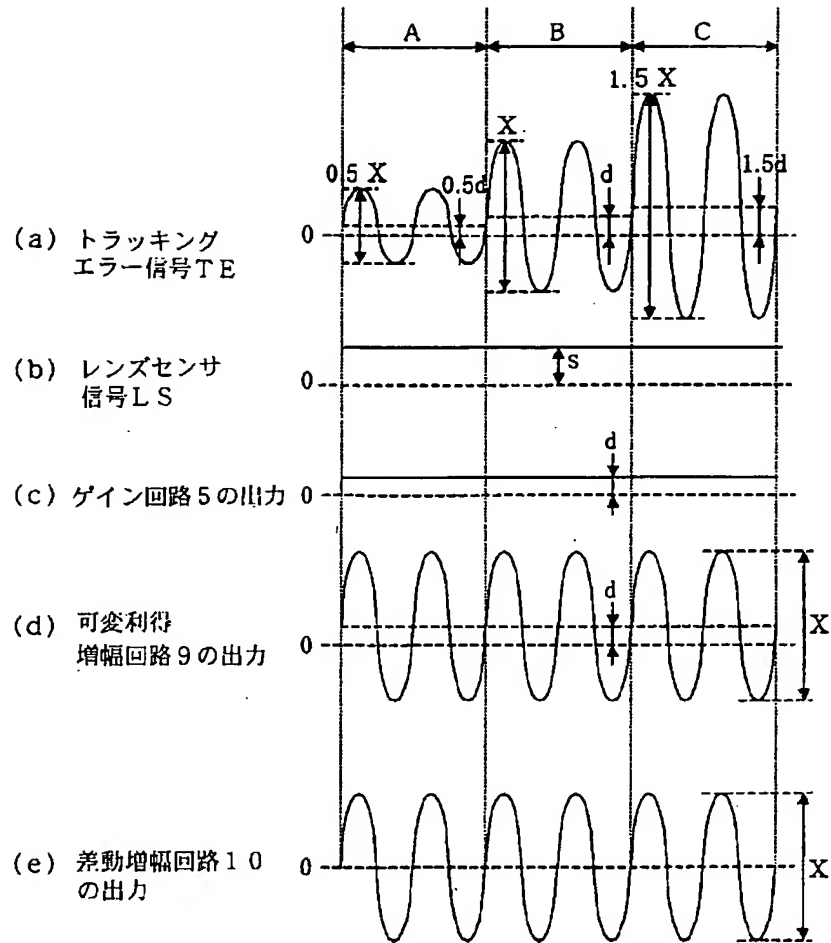 A B C
1.5X
X
0.5X 0.5d d 1.5d
(a) トラッキング 0
エラー信号TE
(b) レンズセンサ 0 S
信号LS
d
(c) ゲイン回路5の出力 0
d
(d) 可変利得 0 X
増幅回路9の出力
(e) 差動増幅回路10 0 X
の出力